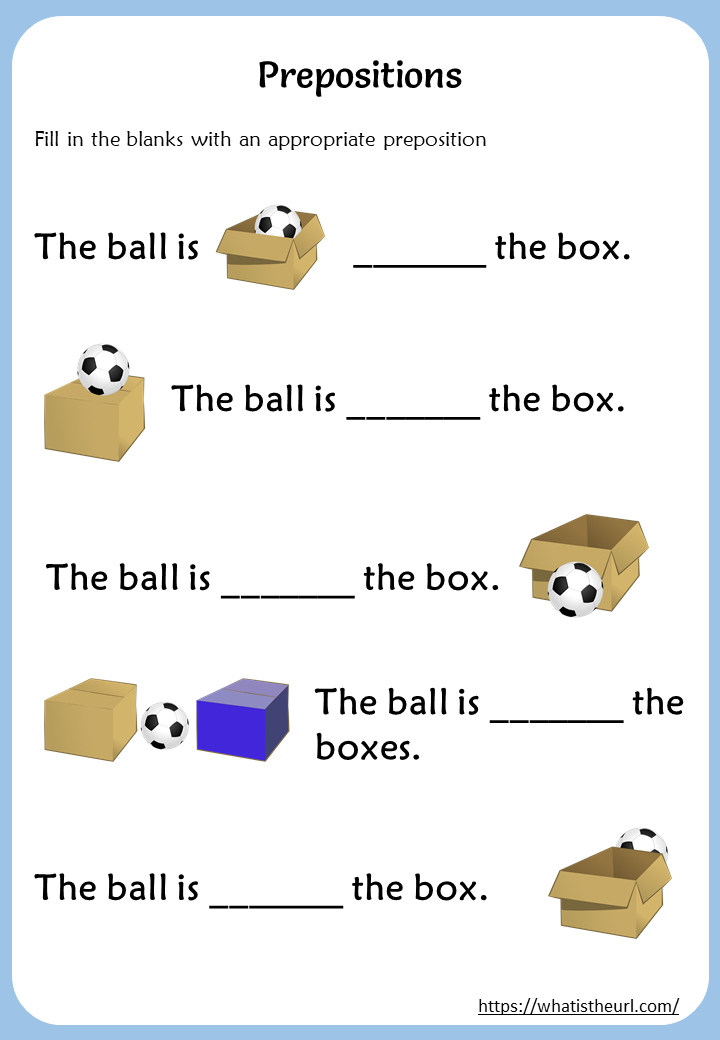 Prepositions
Fill in the blanks with an appropriate preposition
The ball is _______ the box.
The ball is _______ the box.
The ball is _______ the box.
The ball is _______ the
boxes.
The ball is _______ the box.
https://whatistheurl.com/